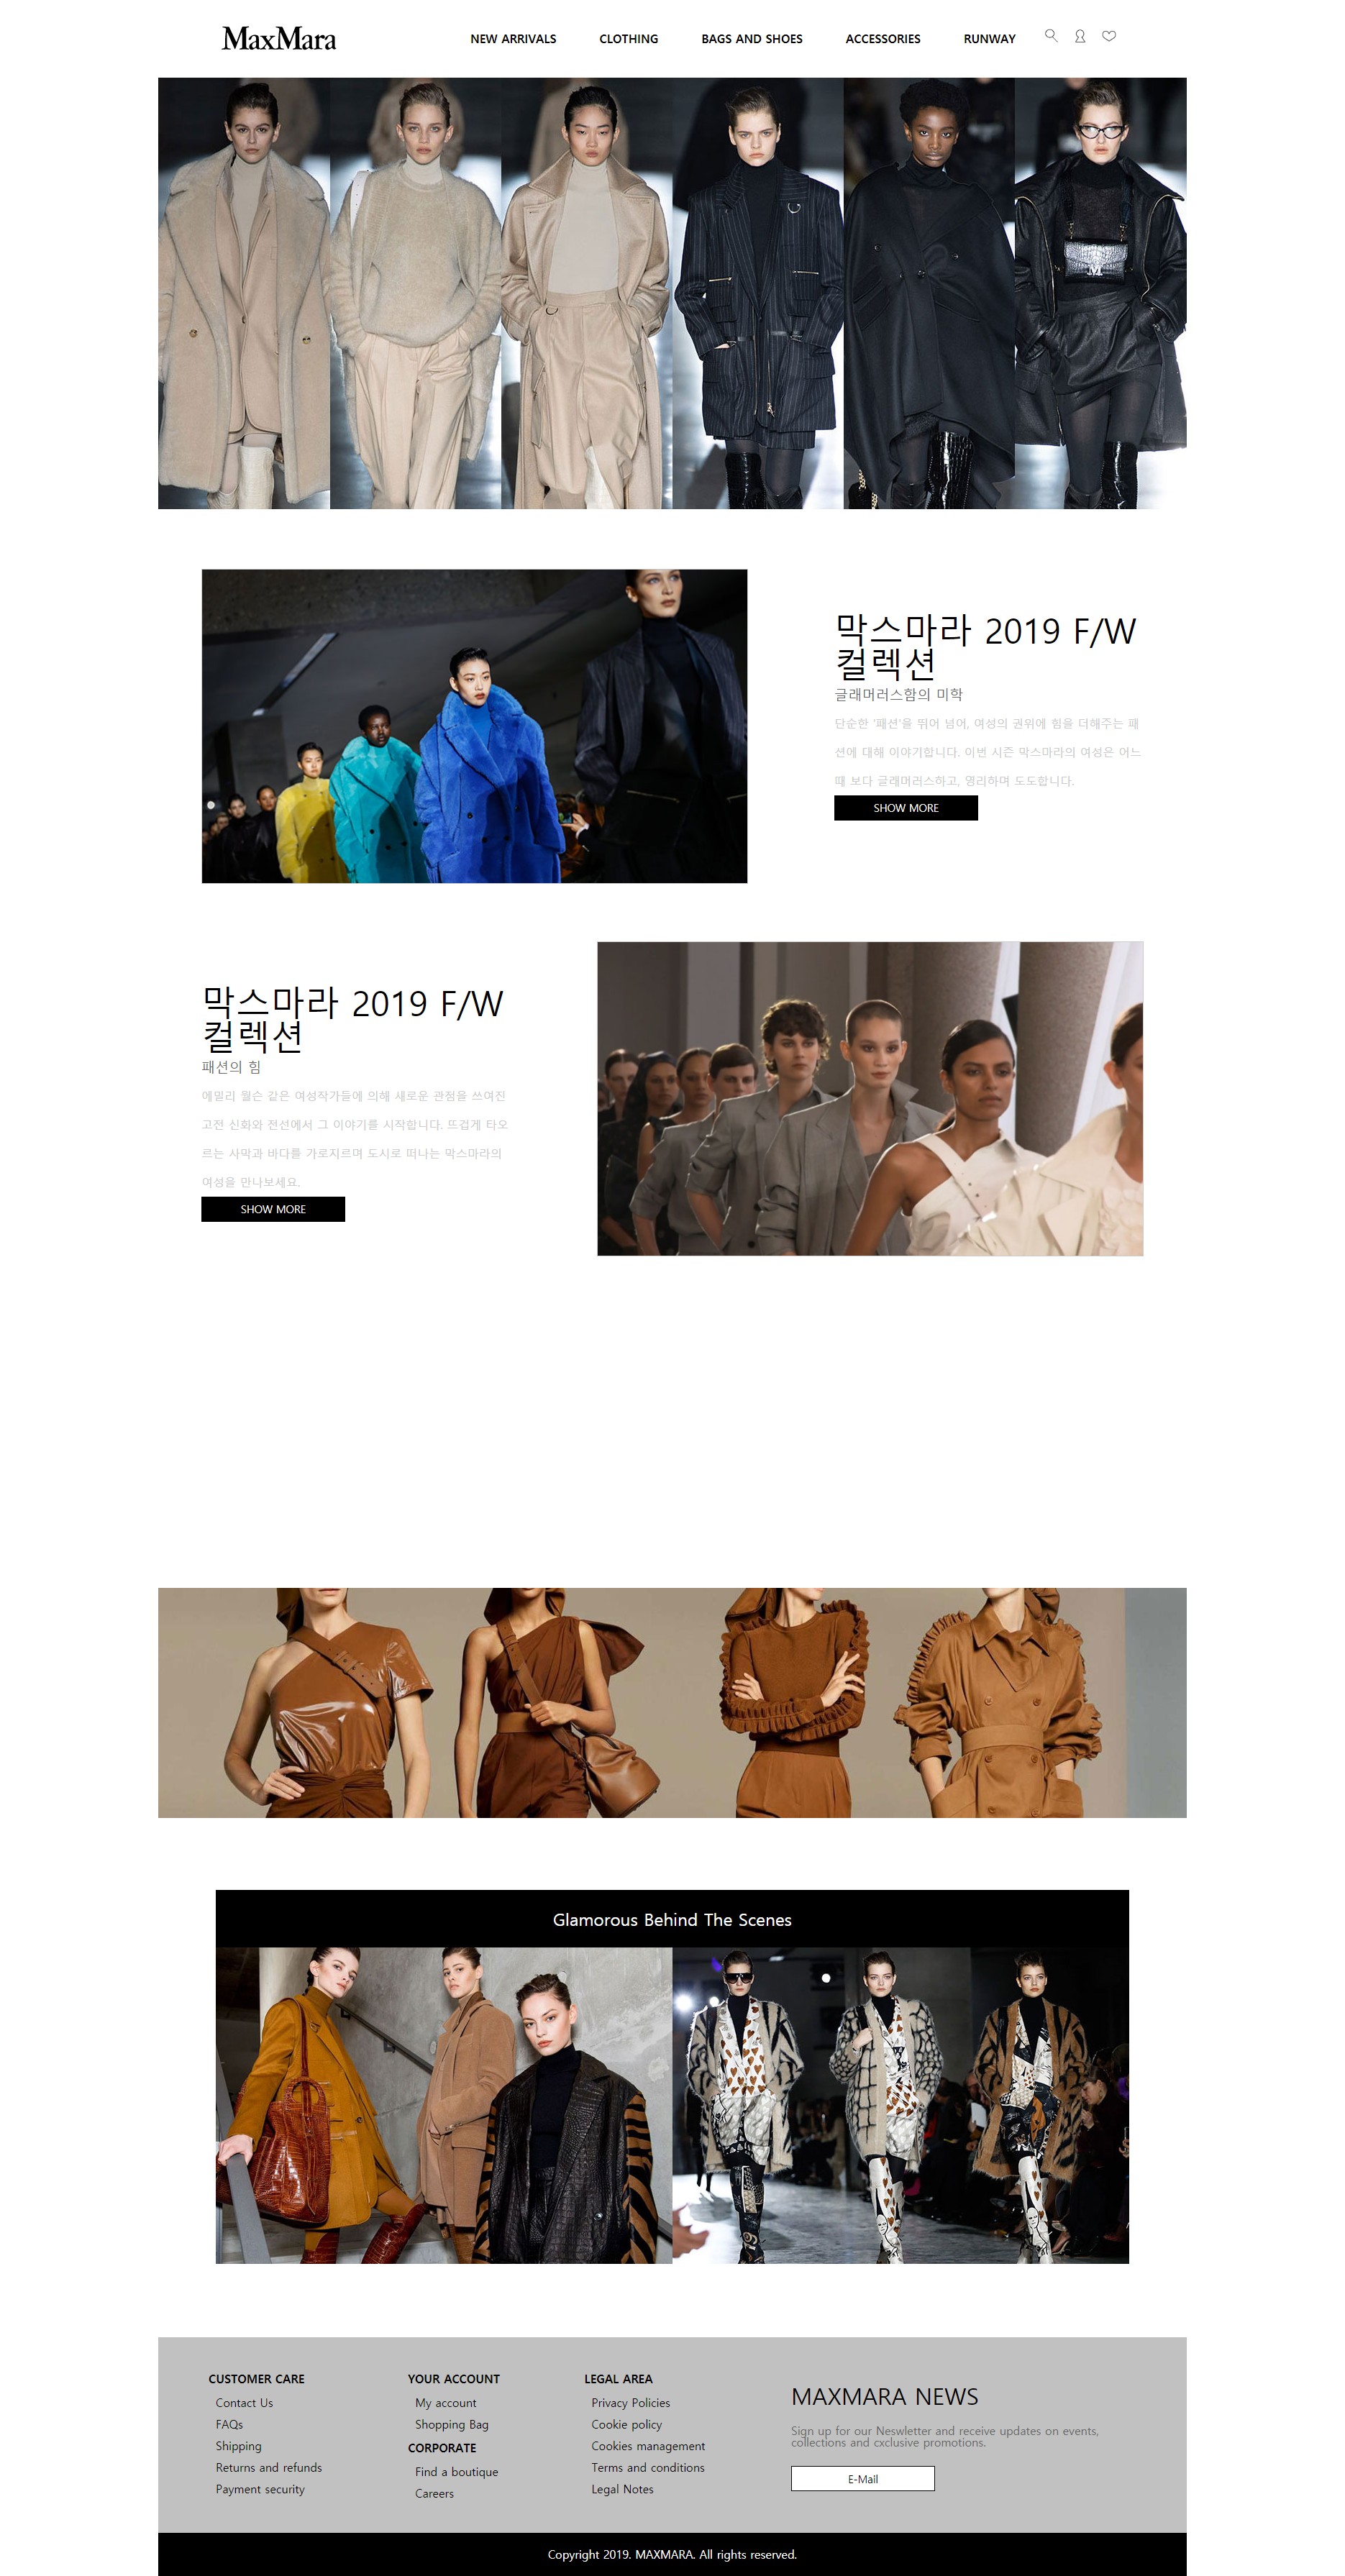 MaxMara
NEW ARRIVALS
CLOTHING
BAGS AND SHOES
ACCESSORIES
RUNWAY
막스마라 2019 F/W
컬렉션
글래머러스함의 미학
단순한 '패션'을 뛰어 넘어, 여성의 권위에 힘을 더해주는 패
션에 대해 이야기합니다. 이번 시즌 막스마라의 여성은 어느
때 보다 글래머러스하고, 영리하며 도도합니다.
SHOW MORE
막스마라 2019 F/W
컬렉션
패션의 힘
에밀리 윌슨 같은 여성작가들에 의해 새로운 관점을 쓰여진
고전 신화와 전선에서 그 이야기를 시작합니다. 뜨겁게 타오
르는 사막과 바다를 가로지르며 도시로 떠나는 막스마라의
여성을 만나보세요.
SHOW MORE
Glamorous Behind The Scenes
CUSTOMER CARE
Contact Us
FAQs
Shipping
Returns and refunds
Payment security
YOUR ACCOUNT
My account
Shopping Bag
CORPORATE
Find a boutique
Careers
LEGAL AREA
Privacy Policies
Cookie policy
Cookies management
Terms and conditions
Legal Notes
MAXMARA NEWS
Sign up for our Neswletter and receive updates on events,
collections and cxclusive promotions.
E-Mail
Copyright 2019. MAXMARA. All rights reserved.